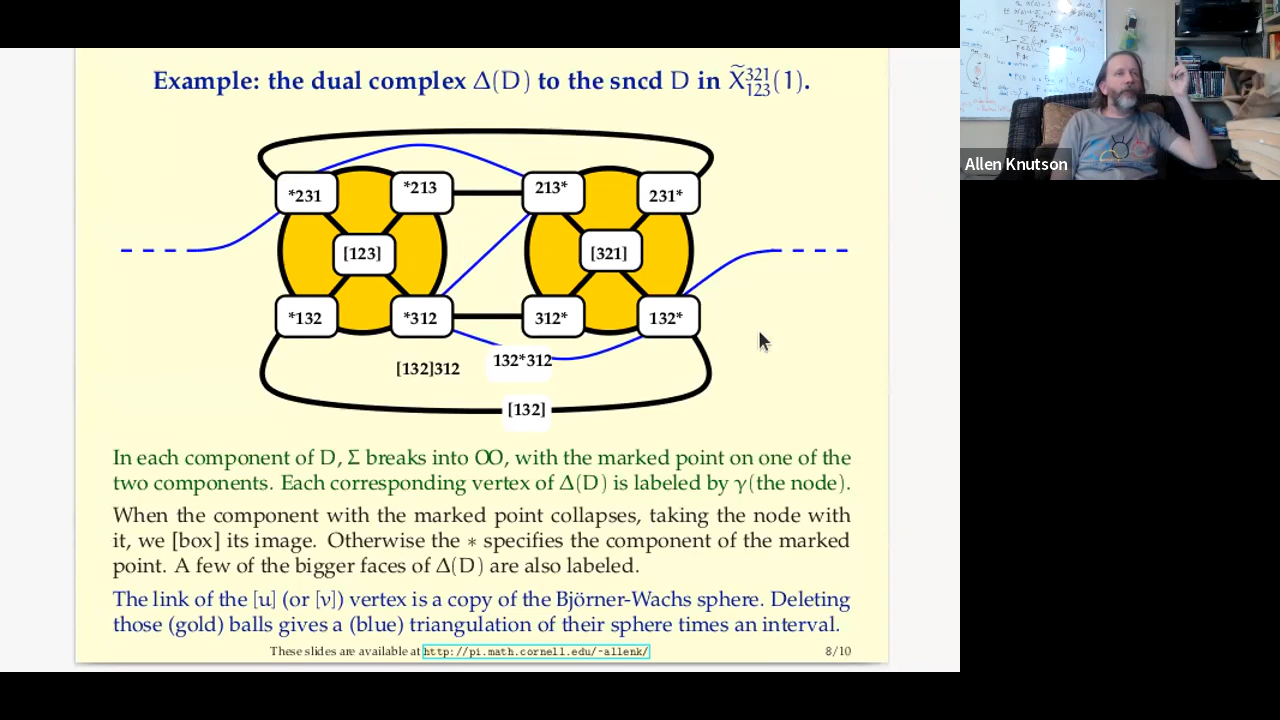 Example: the dual complex Δ(D) to the sncd D in X̃³²¹₁₂₃(1).
Allen Knutson
*231
*213
213*
231*
[123]
[321]
*132
*312
312*
132*
[132]312
132*312
[132]
In each component of D, Σ breaks into OO, with the marked point on one of the
two components. Each corresponding vertex of Δ(D) is labeled by γ(the node).
When the component with the marked point collapses, taking the node with
it, we [box] its image. Otherwise the * specifies the component of the marked
point. A few of the bigger faces of Δ(D) are also labeled.
The link of the [u] (or [v]) vertex is a copy of the Björner-Wachs sphere. Deleting
those (gold) balls gives a (blue) triangulation of their sphere times an interval.
These slides are available at http://pi.math.cornell.edu/~allenk/
8/10